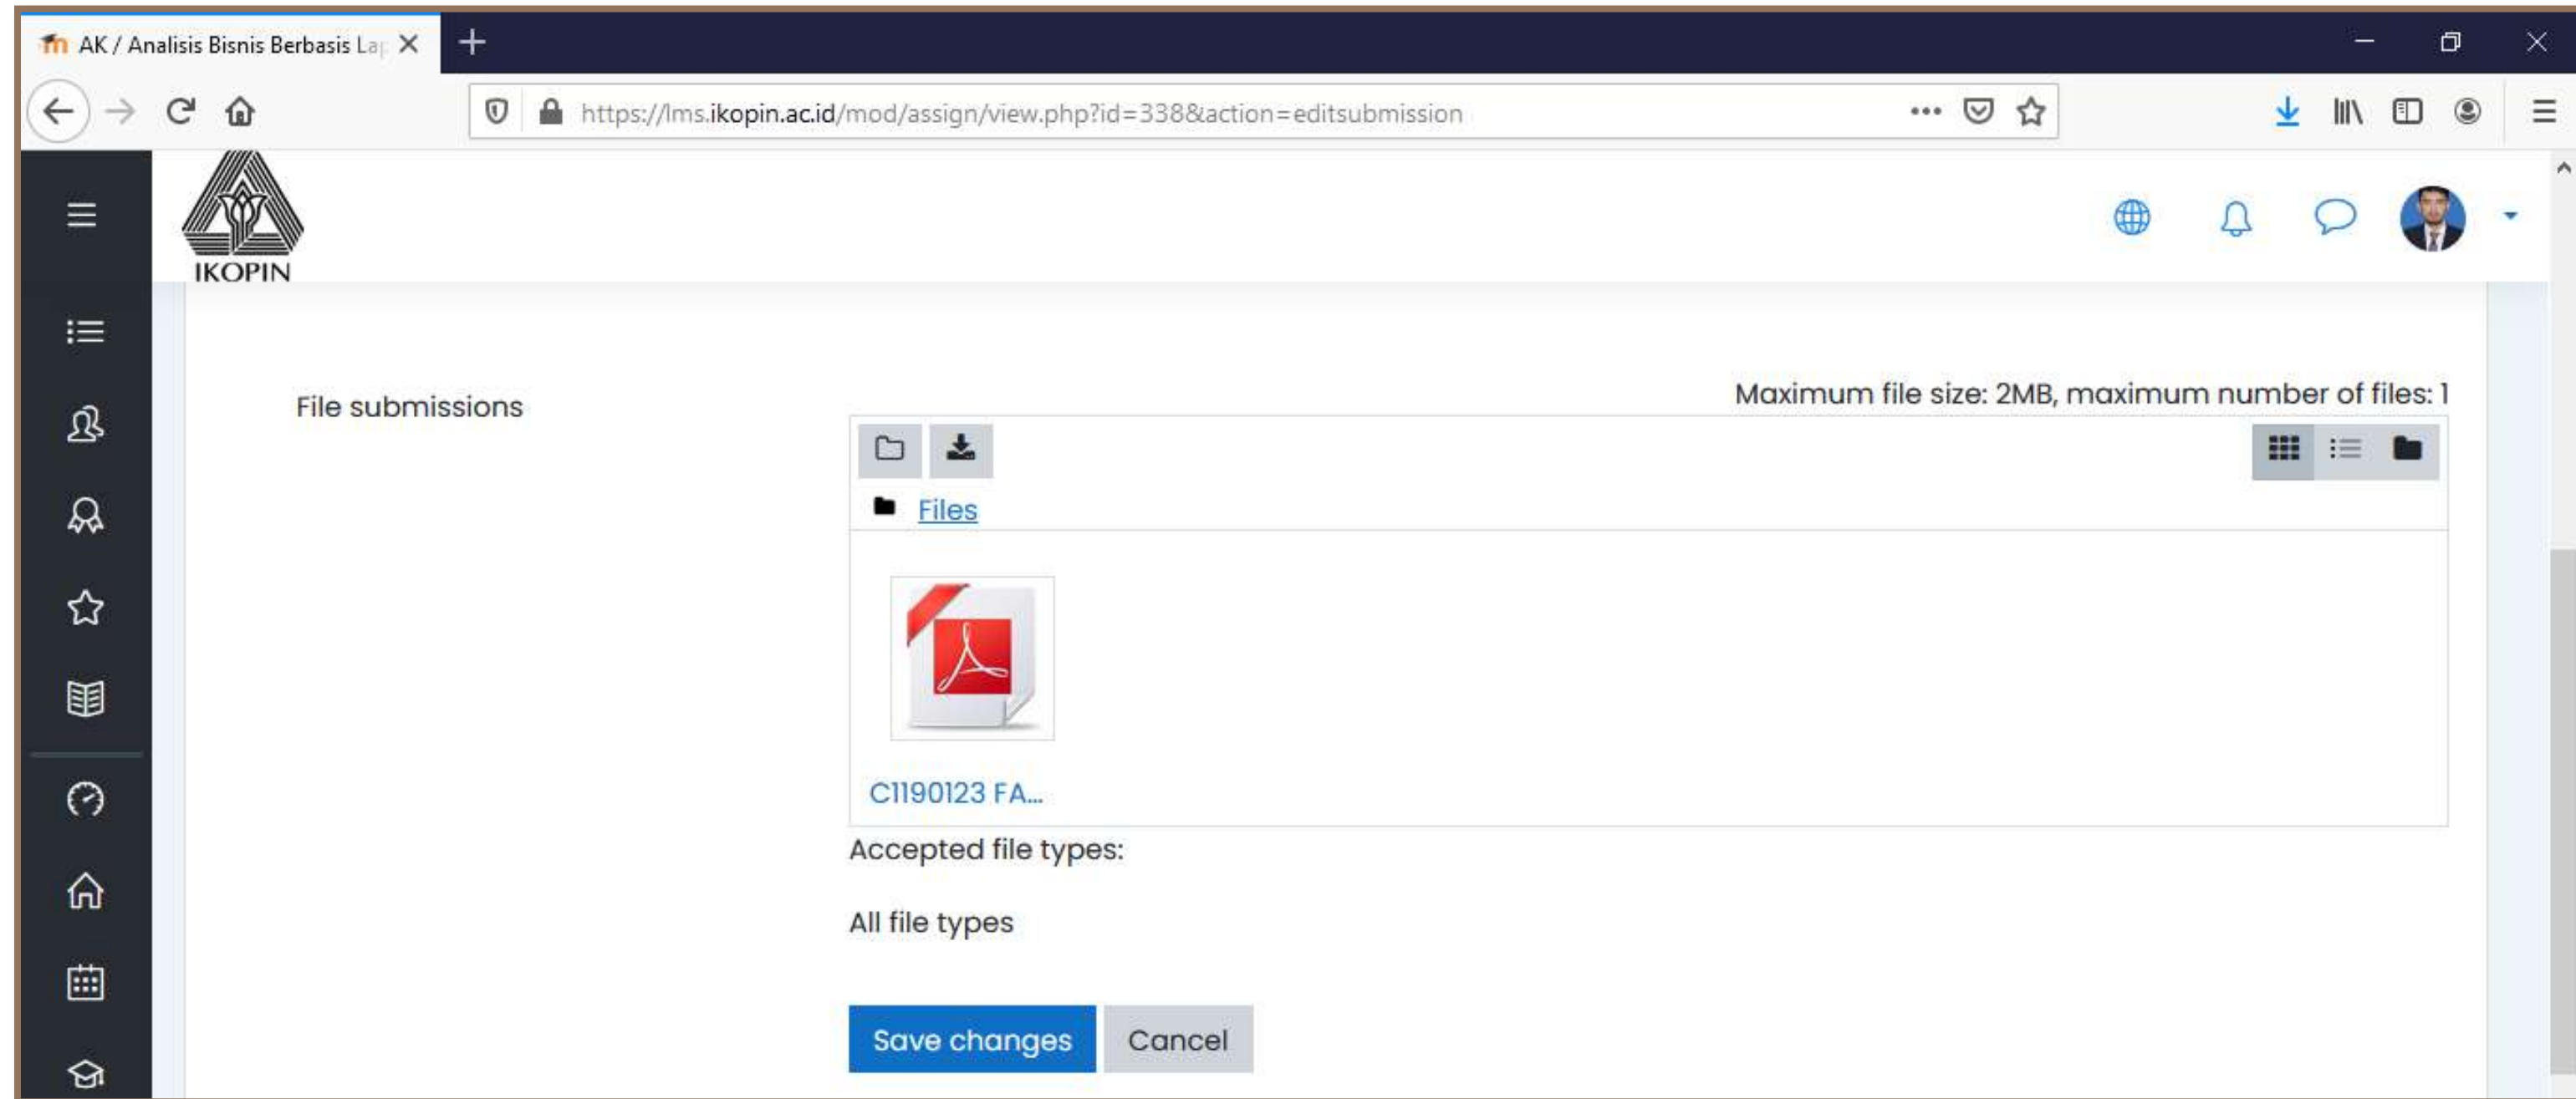 AK / Analisis Bisnis Berbasis Lap
https://lms.ikopin.ac.id/mod/assign/view.php?id=338&action=editsubmission
IKOPIN
Maximum file size: 2MB, maximum number of files: 1
File submissions
Files
C1190123 FA...
Accepted file types:
All file types
Save changes
Cancel